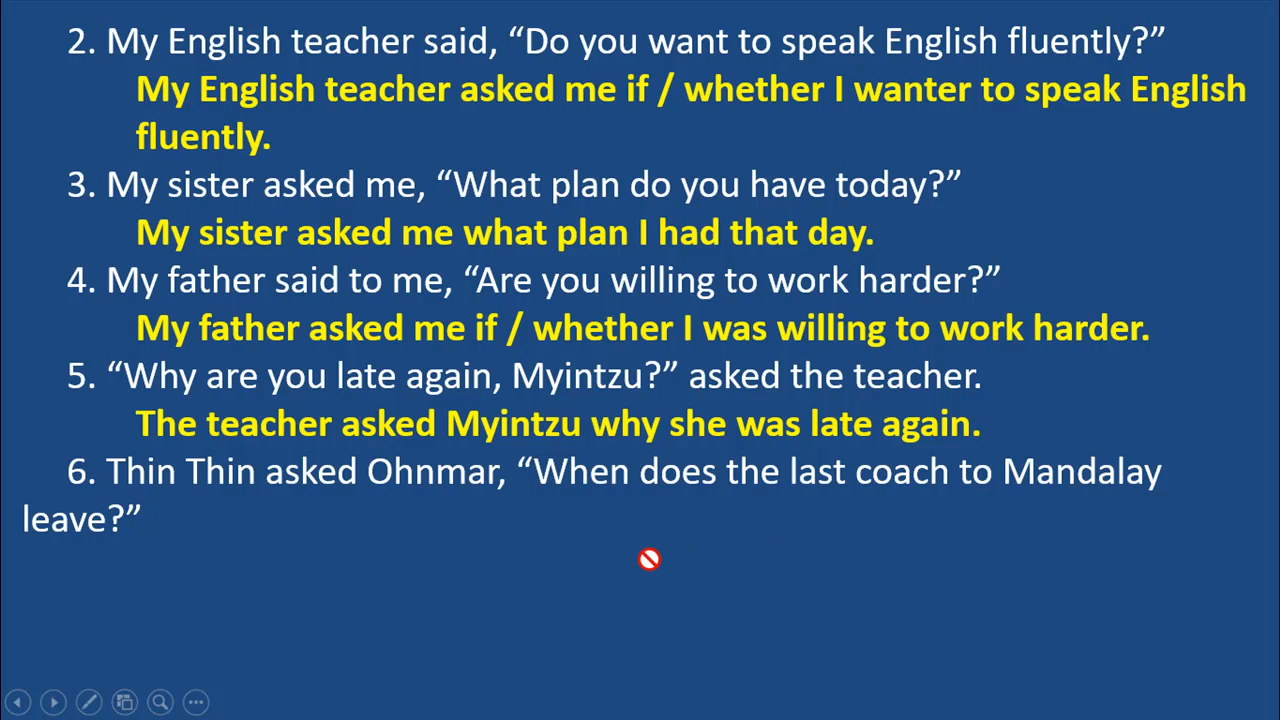 2. My English teacher said, “Do you want to speak English fluently?”
My English teacher asked me if / whether I wanter to speak English
fluently.
3. My sister asked me, “What plan do you have today?”
My sister asked me what plan I had that day.
4. My father said to me, “Are you willing to work harder?”
My father asked me if / whether I was willing to work harder.
5. “Why are you late again, Myintzu?” asked the teacher.
The teacher asked Myintzu why she was late again.
6. Thin Thin asked Ohnmar, “When does the last coach to Mandalay
leave?”